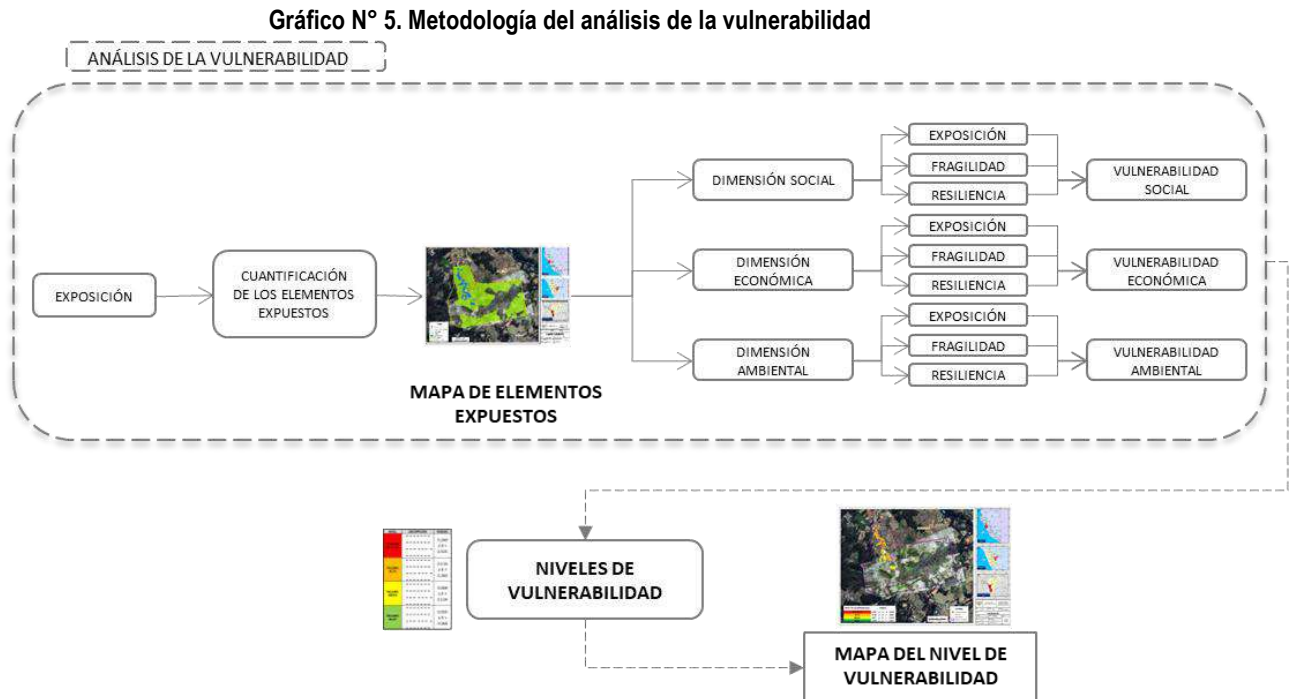 Gráfico N° 5. Metodología del análisis de la vulnerabilidad
ANÁLISIS DE LA VULNERABILIDAD
EXPOSICIÓN
CUANTIFICACIÓN
DE LOS ELEMENTOS
EXPUESTOS
MAPA DE ELEMENTOS
EXPUESTOS
DIMENSIÓN SOCIAL
EXPOSICIÓN
FRAGILIDAD
RESILIENCIA
VULNERABILIDAD
SOCIAL
DIMENSIÓN
ECONÓMICA
EXPOSICIÓN
FRAGILIDAD
RESILIENCIA
VULNERABILIDAD
ECONÓMICA
DIMENSIÓN
AMBIENTAL
EXPOSICIÓN
FRAGILIDAD
RESILIENCIA
VULNERABILIDAD
AMBIENTAL
NIVELES DE
VULNERABILIDAD
MAPA DEL NIVEL DE
VULNERABILIDAD